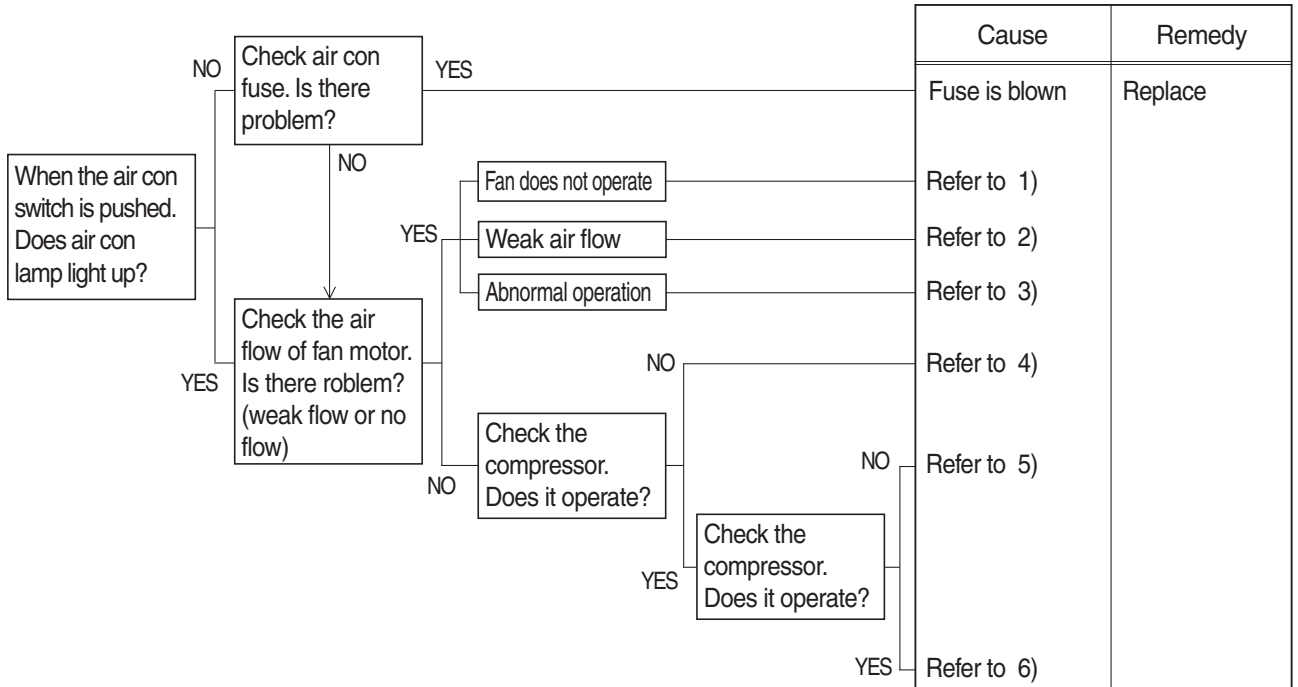 Cause
Remedy
NO
Check air con
fuse. Is there
problem?
YES
Fuse is blown
Replace
NO
When the air con
switch is pushed.
Does air con
lamp light up?
YES
Fan does not operate
Refer to 1)
Weak air flow
Refer to 2)
Abnormal operation
Refer to 3)
YES
Check the air
flow of fan motor.
Is there roblem?
(weak flow or no
flow)
NO
Refer to 4)
NO
Check the
compressor.
Does it operate?
NO
Refer to 5)
YES
Check the
compressor.
Does it operate?
YES
Refer to 6)